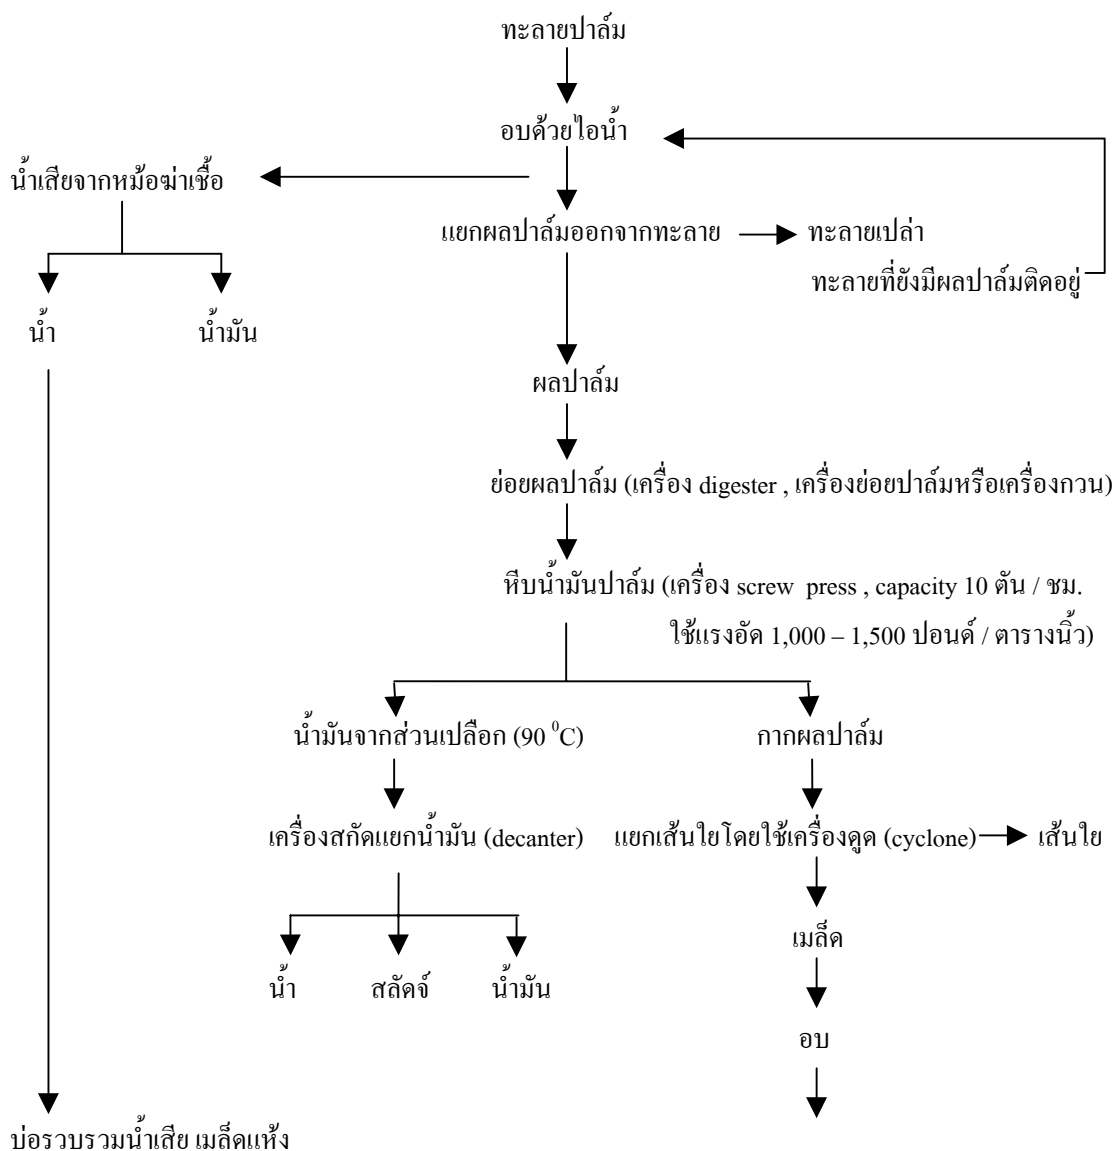 ทะลายปาล์ม
อบด้วยไอน้ำ
น้ำเสียจากหม้อฆ่าเชื้อ
แยกผลปาล์มออกจากทะลาย
ทะลายเปล่า
ทะลายที่ยังมีผลปาล์มติดอยู่
น้ำ
น้ำมัน
ผลปาล์ม
ย่อยผลปาล์ม (เครื่อง digester , เครื่องย่อยปาล์มหรือเครื่องกวน)
หีบน้ำมันปาล์ม (เครื่อง screw press , capacity 10 ตัน / ชม.
ใช้แรงอัด 1,000 – 1,500 ปอนด์ / ตารางนิ้ว)
น้ำมันจากส่วนเปลือก (90 ⁰C)
กากผลปาล์ม
เครื่องสกัดแยกน้ำมัน (decanter)
แยกเส้นใยโดยใช้เครื่องดูด (cyclone)
เส้นใย
เมล็ด
น้ำ
สลัดจ์
น้ำมัน
อบ
บ่อรวบรวมน้ำเสีย เมล็ดแห้ง